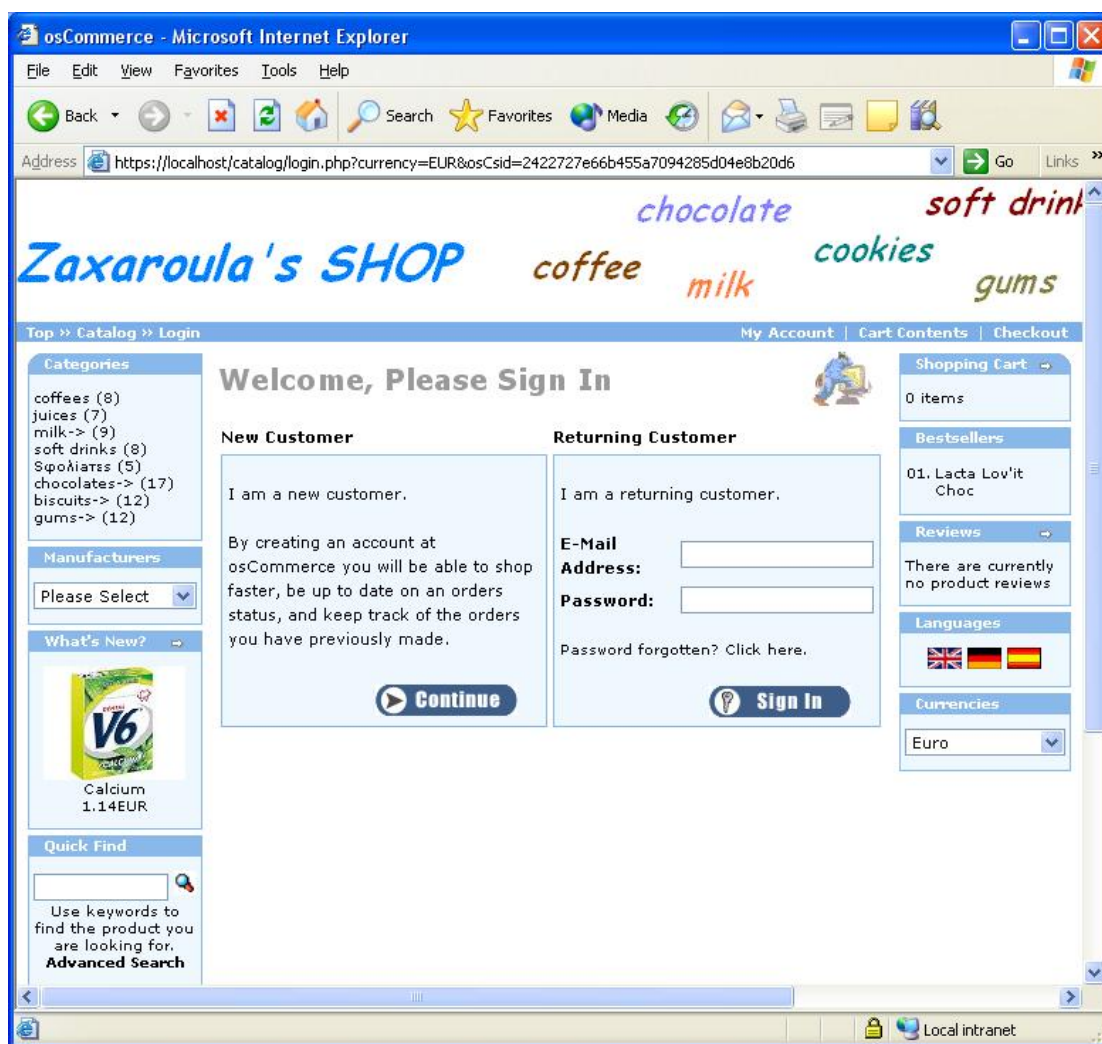 osCommerce - Microsoft Internet Explorer
File Edit View Favorites Tools Help
Back Search Favorites Media
Address https://localhost/catalog/login.php?currency=EUR&osCsid=2422727e66b455a7094285d04e8b20d6 Go Links »
Zaxaroula's SHOP
chocolate
soft drink
coffee
milk
cookies
gums
Top » Catalog » Login
My Account | Cart Contents | Checkout
Categories
coffees (8)
juices (7)
milk-> (9)
soft drinks (8)
Sφολίατεs (5)
chocolates-> (17)
biscuits-> (12)
gums-> (12)
Manufacturers
Please Select
What's New?
V6
CALCIUM
Calcium
1.14EUR
Quick Find
Use keywords to
find the product you
are looking for.
Advanced Search
Welcome, Please Sign In
New Customer
I am a new customer.
By creating an account at
osCommerce you will be able to shop
faster, be up to date on an orders
status, and keep track of the orders
you have previously made.
Continue
Returning Customer
I am a returning customer.
E-Mail
Address:
Password:
Password forgotten? Click here.
Sign In
Shopping Cart
0 items
Bestsellers
01. Lacta Lov'it
Choc
Reviews
There are currently
no product reviews
Languages
Currencies
Euro
Local intranet